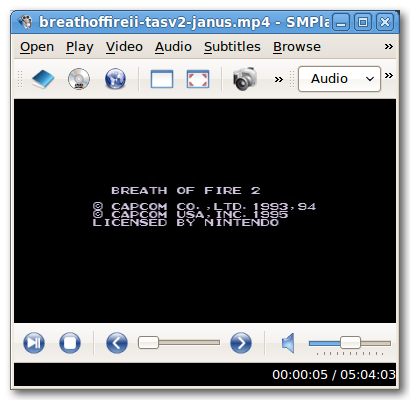 breathoffireii-tasv2-janus.mp4 - SMPla
Open Play Video Audio Subtitles Browse »
» Audio »
BREATH OF FIRE 2
© CAPCOM CO.,LTD.1993,94
© CAPCOM USA,INC.1995
LICENSED BY NINTENDO
00:00:05 / 05:04:03